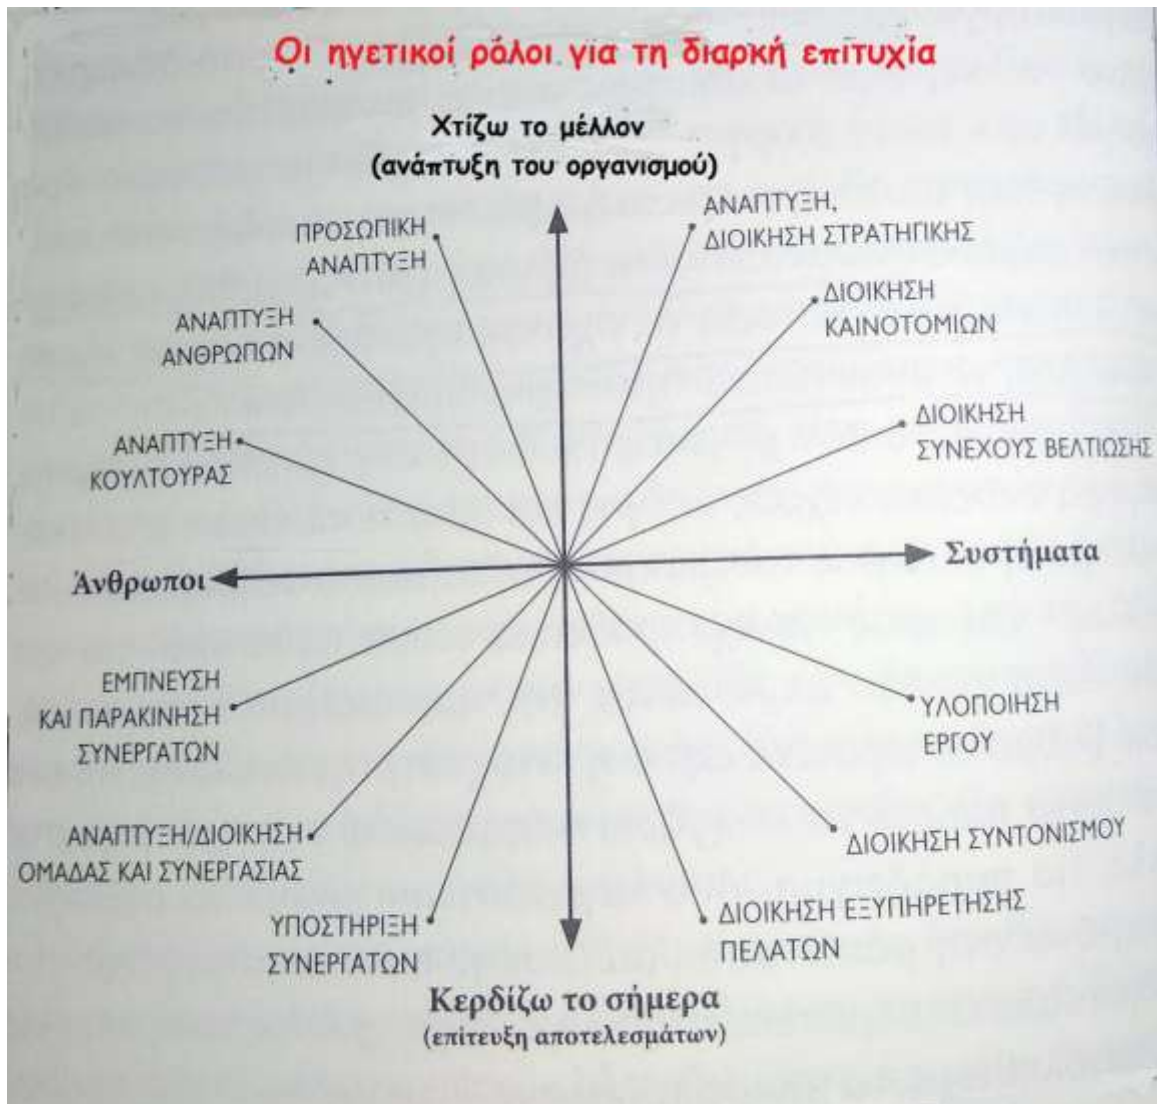 Οι ηγετικοί ρόλοι για τη διαρκή επιτυχία
Χτίζω το μέλλον
(ανάπτυξη του οργανισμού)
ΠΡΟΣΩΠΙΚΗ
ΑΝΑΠΤΥΞΗ
ΑΝΑΠΤΥΞΗ,
ΔΙΟΙΚΗΣΗ ΣΤΡΑΤΗΓΙΚΗΣ
ΑΝΑΠΤΥΞΗ
ΑΝΘΡΩΠΩΝ
ΔΙΟΙΚΗΣΗ
ΚΑΙΝΟΤΟΜΙΩΝ
ΑΝΑΠΤΥΞΗ
ΚΟΥΛΤΟΥΡΑΣ
ΔΙΟΙΚΗΣΗ
ΣΥΝΕΧΟΥΣ ΒΕΛΤΙΩΣΗΣ
Άνθρωποι
Συστήματα
ΕΜΠΝΕΥΣΗ
ΚΑΙ ΠΑΡΑΚΙΝΗΣΗ
ΣΥΝΕΡΓΑΤΩΝ
ΥΛΟΠΟΙΗΣΗ
ΕΡΓΟΥ
ΑΝΑΠΤΥΞΗ/ΔΙΟΙΚΗΣΗ
ΟΜΑΔΑΣ ΚΑΙ ΣΥΝΕΡΓΑΣΙΑΣ
ΔΙΟΙΚΗΣΗ ΣΥΝΤΟΝΙΣΜΟΥ
ΥΠΟΣΤΗΡΙΞΗ
ΣΥΝΕΡΓΑΤΩΝ
ΔΙΟΙΚΗΣΗ ΕΞΥΠΗΡΕΤΗΣΗΣ
ΠΕΛΑΤΩΝ
Κερδίζω το σήμερα
(επίτευξη αποτελεσμάτων)